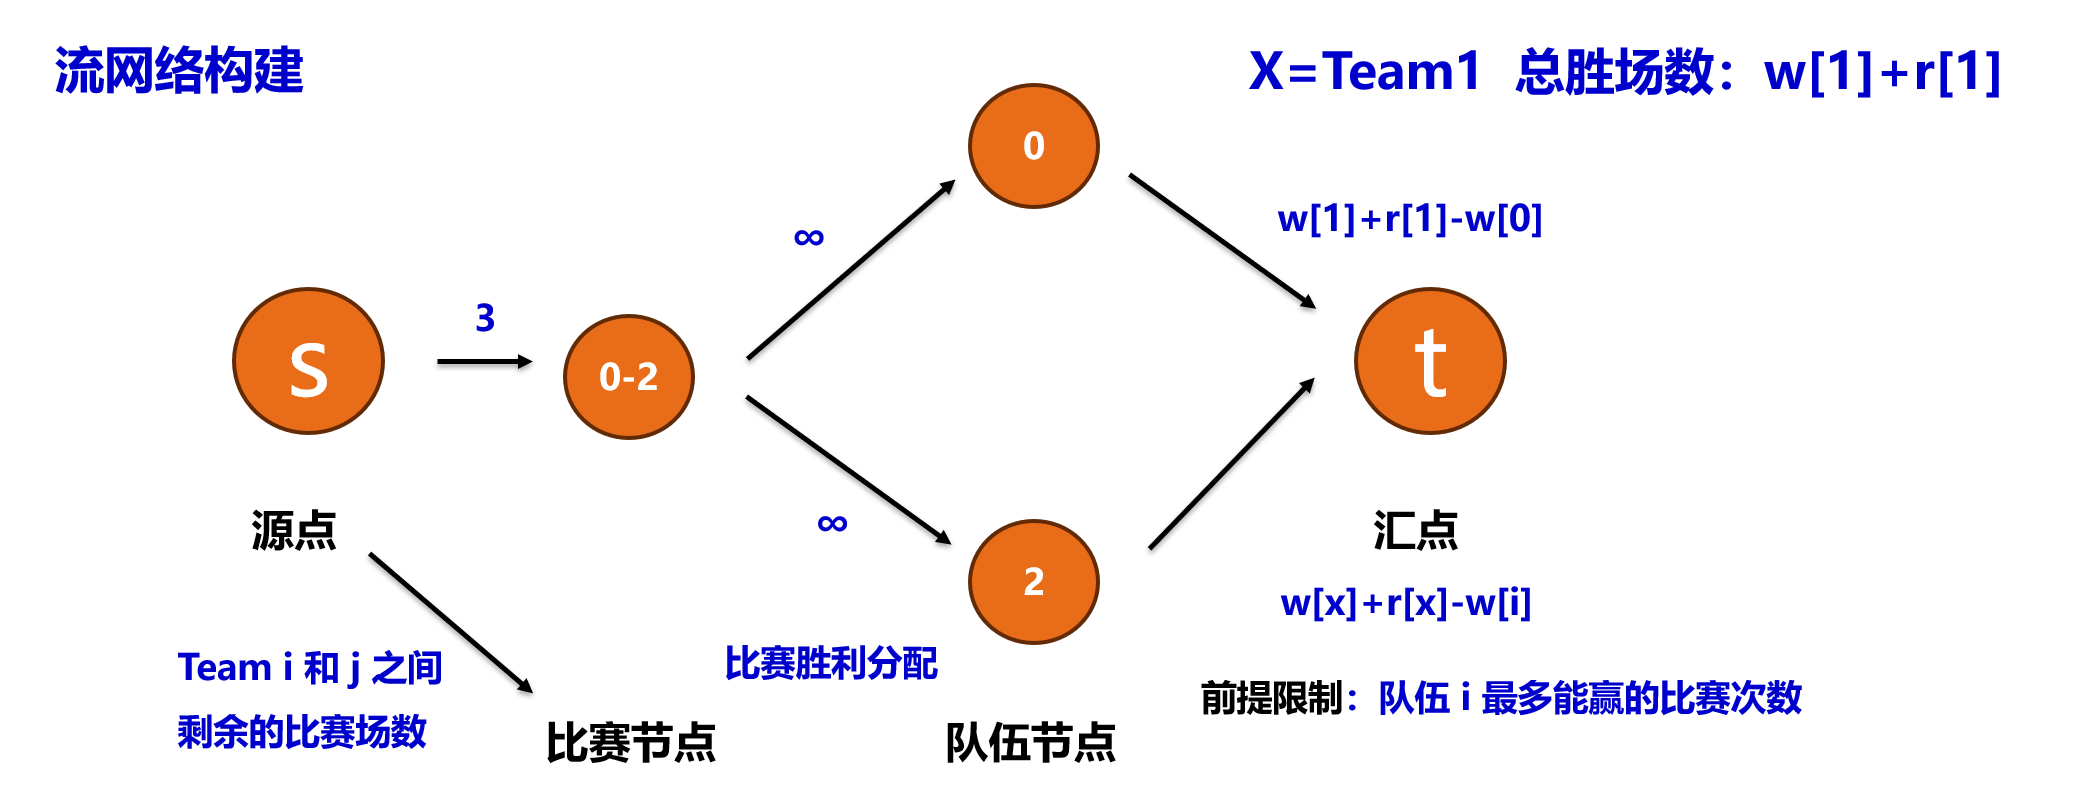 流网络构建
X=Team1 总胜场数：w[1]+r[1]
0
w[1]+r[1]-w[0]
∞
3
s
0-2
t
∞
2
源点
汇点
w[x]+r[x]-w[i]
Team i 和 j 之间
剩余的比赛场数
比赛胜利分配
前提限制：队伍 i 最多能赢的比赛次数
比赛节点
队伍节点